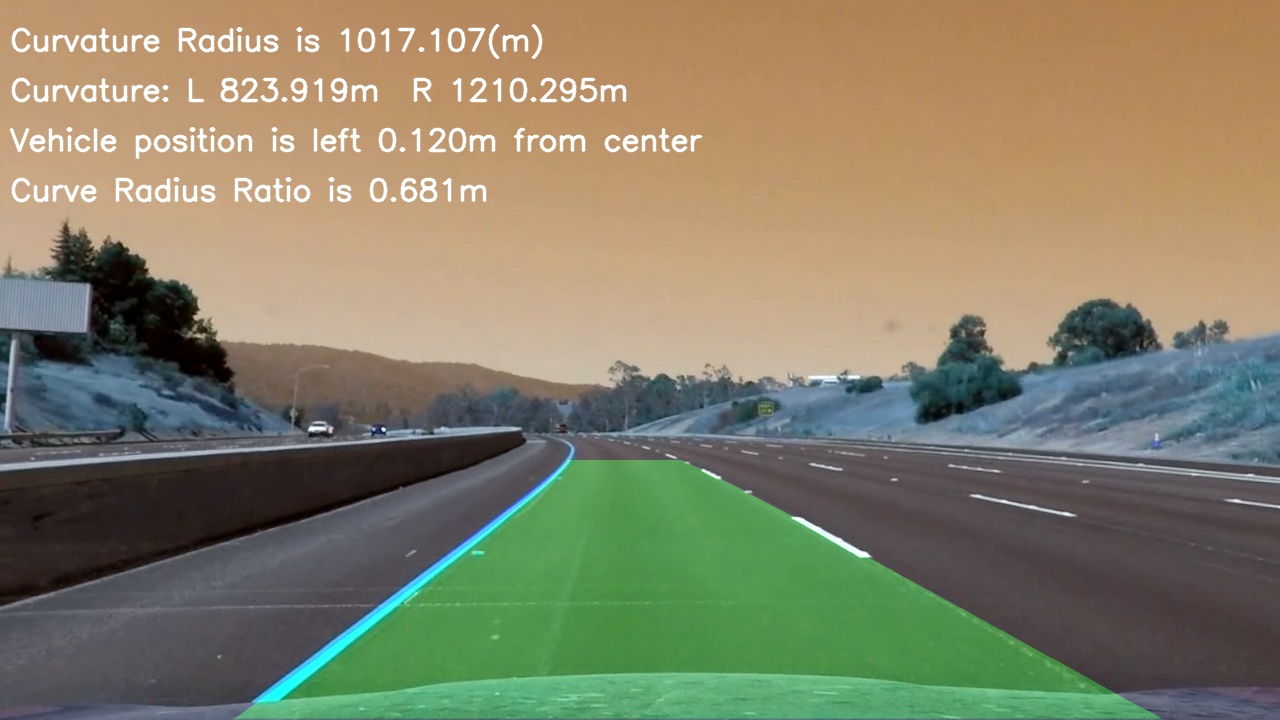 Curvature Radius is 1017.107(m)
Curvature: L 823.919m R 1210.295m
Vehicle position is left 0.120m from center
Curve Radius Ratio is 0.681m